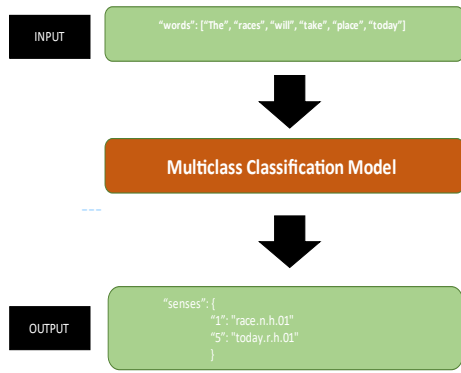 INPUT
“words”: [“The”, “races”, “will”, “take”, “place”, “today”]
Multiclass Classification Model
OUTPUT
“senses”: {
“1”: "race.n.h.01"
“5”: "today.r.h.01"
}